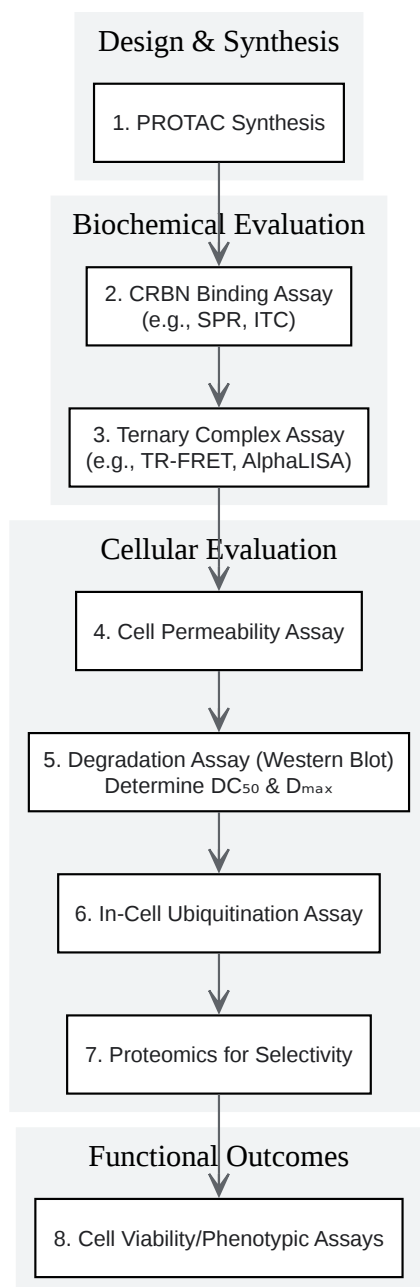 Design & Synthesis
1. PROTAC Synthesis
Biochemical Evaluation
2. CRBN Binding Assay
(e.g., SPR, ITC)
3. Ternary Complex Assay
(e.g., TR-FRET, AlphaLISA)
Cellular Evaluation
4. Cell Permeability Assay
5. Degradation Assay (Western Blot)
Determine DC₅₀ & Dₘₐₓ
6. In-Cell Ubiquitination Assay
7. Proteomics for Selectivity
Functional Outcomes
8. Cell Viability/Phenotypic Assays